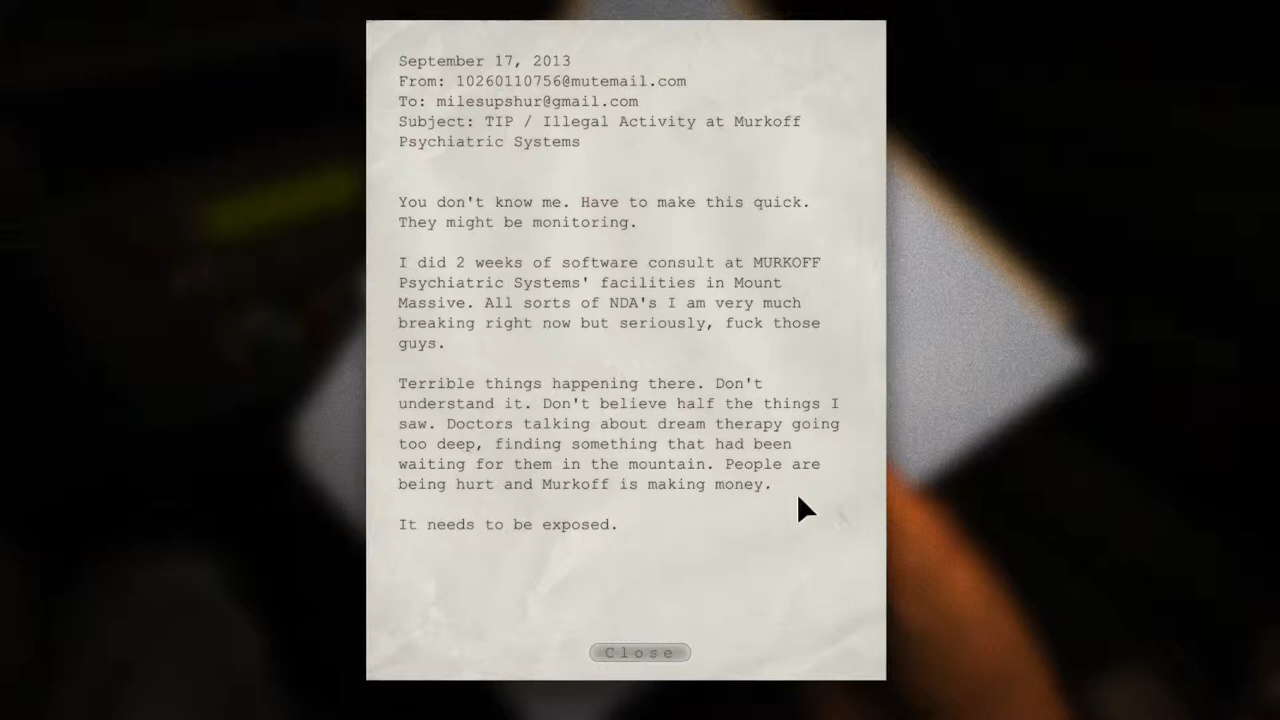 September 17, 2013
From: 10260110756@mutemail.com
To: milesupshur@gmail.com
Subject: TIP / Illegal Activity at Murkoff
Psychiatric Systems
You don't know me. Have to make this quick.
They might be monitoring.
I did 2 weeks of software consult at MURKOFF
Psychiatric Systems' facilities in Mount
Massive. All sorts of NDA's I am very much
breaking right now but seriously, fuck those
guys.
Terrible things happening there. Don't
understand it. Don't believe half the things I
saw. Doctors talking about dream therapy going
too deep, finding something that had been
waiting for them in the mountain. People are
being hurt and Murkoff is making money.
It needs to be exposed.
Close